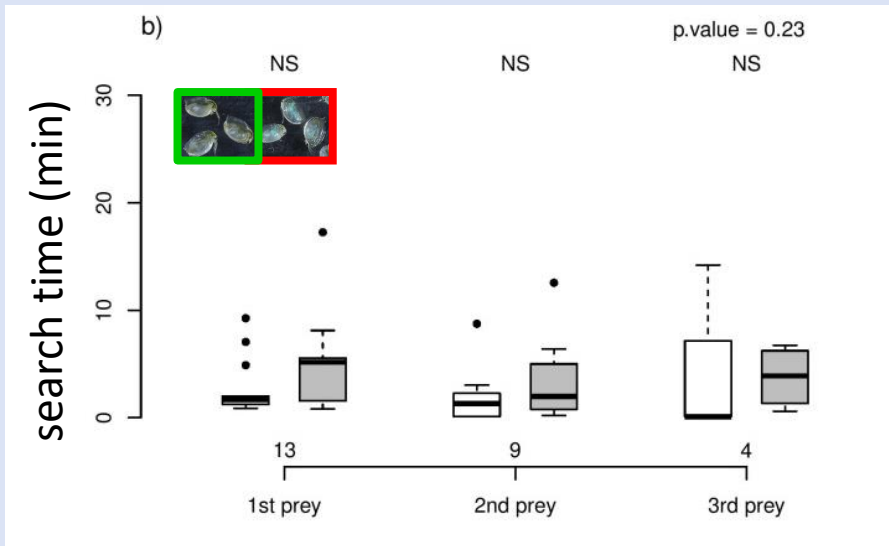 b)
p.value = 0.23
NS NS NS
search time (min)
30
20
10
0
13 9 4
1st prey 2nd prey 3rd prey